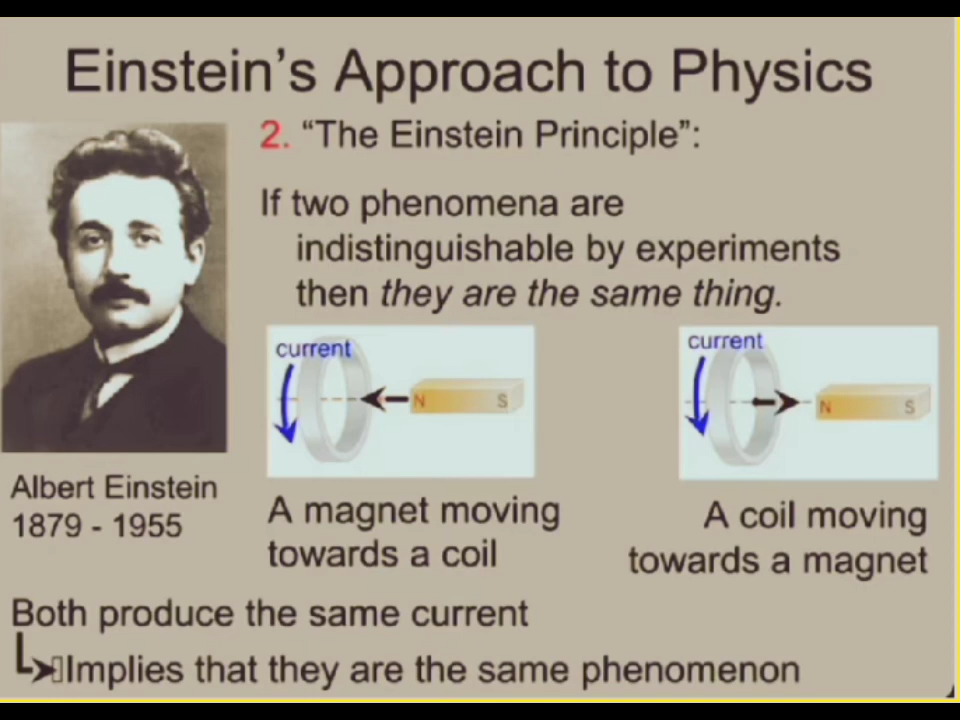 Einstein's Approach to Physics
2. “The Einstein Principle”:
If two phenomena are
indistinguishable by experiments
then they are the same thing.
current
N S
current
N S
Albert Einstein
1879 - 1955
A magnet moving
towards a coil
A coil moving
towards a magnet
Both produce the same current
Implies that they are the same phenomenon